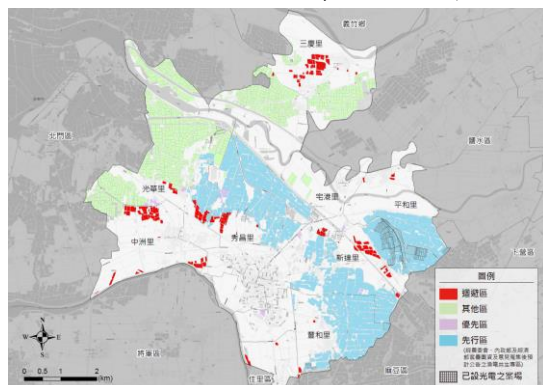 義竹鄉
三慶里
北門區
鹽水區
宅港里
平和里
光華里
中洲里
秀昌里
新達里
下營區
豐和里
將軍區
佳里區
麻豆區
圖例
迴避區
其他區
優先區
先行區
已設光電之案場
N
W
E
S
0
0.5
1
2
(km)